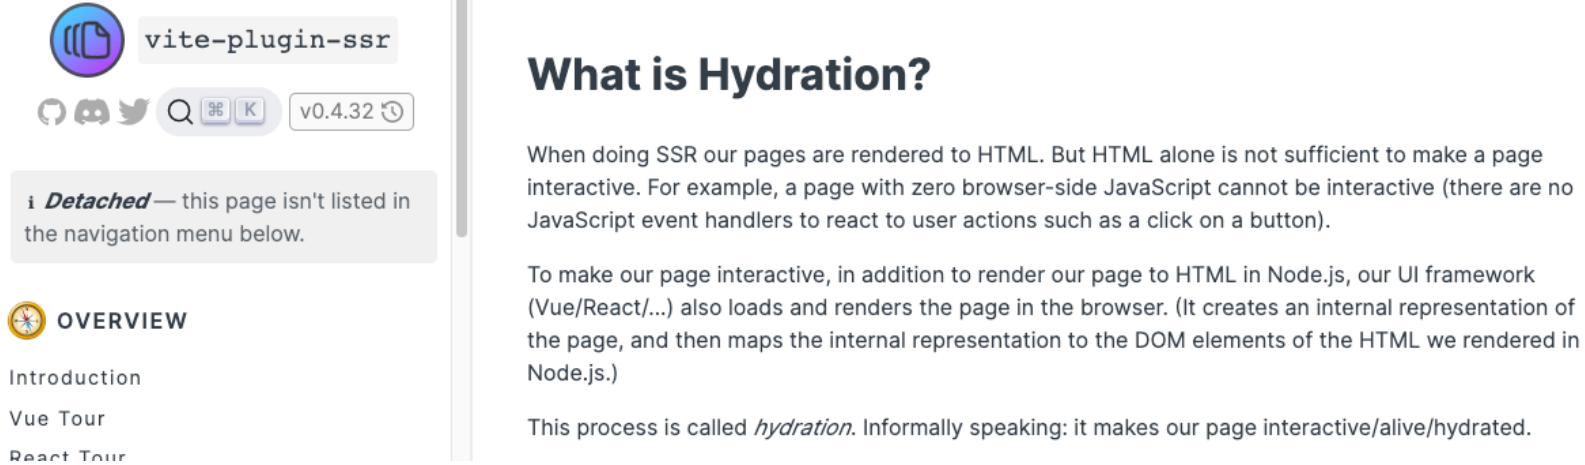 vite-plugin-ssr
⌘ K
v0.4.32
i Detached — this page isn't listed in
the navigation menu below.
OVERVIEW
Introduction
Vue Tour
React Tour
What is Hydration?
When doing SSR our pages are rendered to HTML. But HTML alone is not sufficient to make a page
interactive. For example, a page with zero browser-side JavaScript cannot be interactive (there are no
JavaScript event handlers to react to user actions such as a click on a button).
To make our page interactive, in addition to render our page to HTML in Node.js, our UI framework
(Vue/React/...) also loads and renders the page in the browser. (It creates an internal representation of
the page, and then maps the internal representation to the DOM elements of the HTML we rendered in
Node.js.)
This process is called hydration. Informally speaking: it makes our page interactive/alive/hydrated.